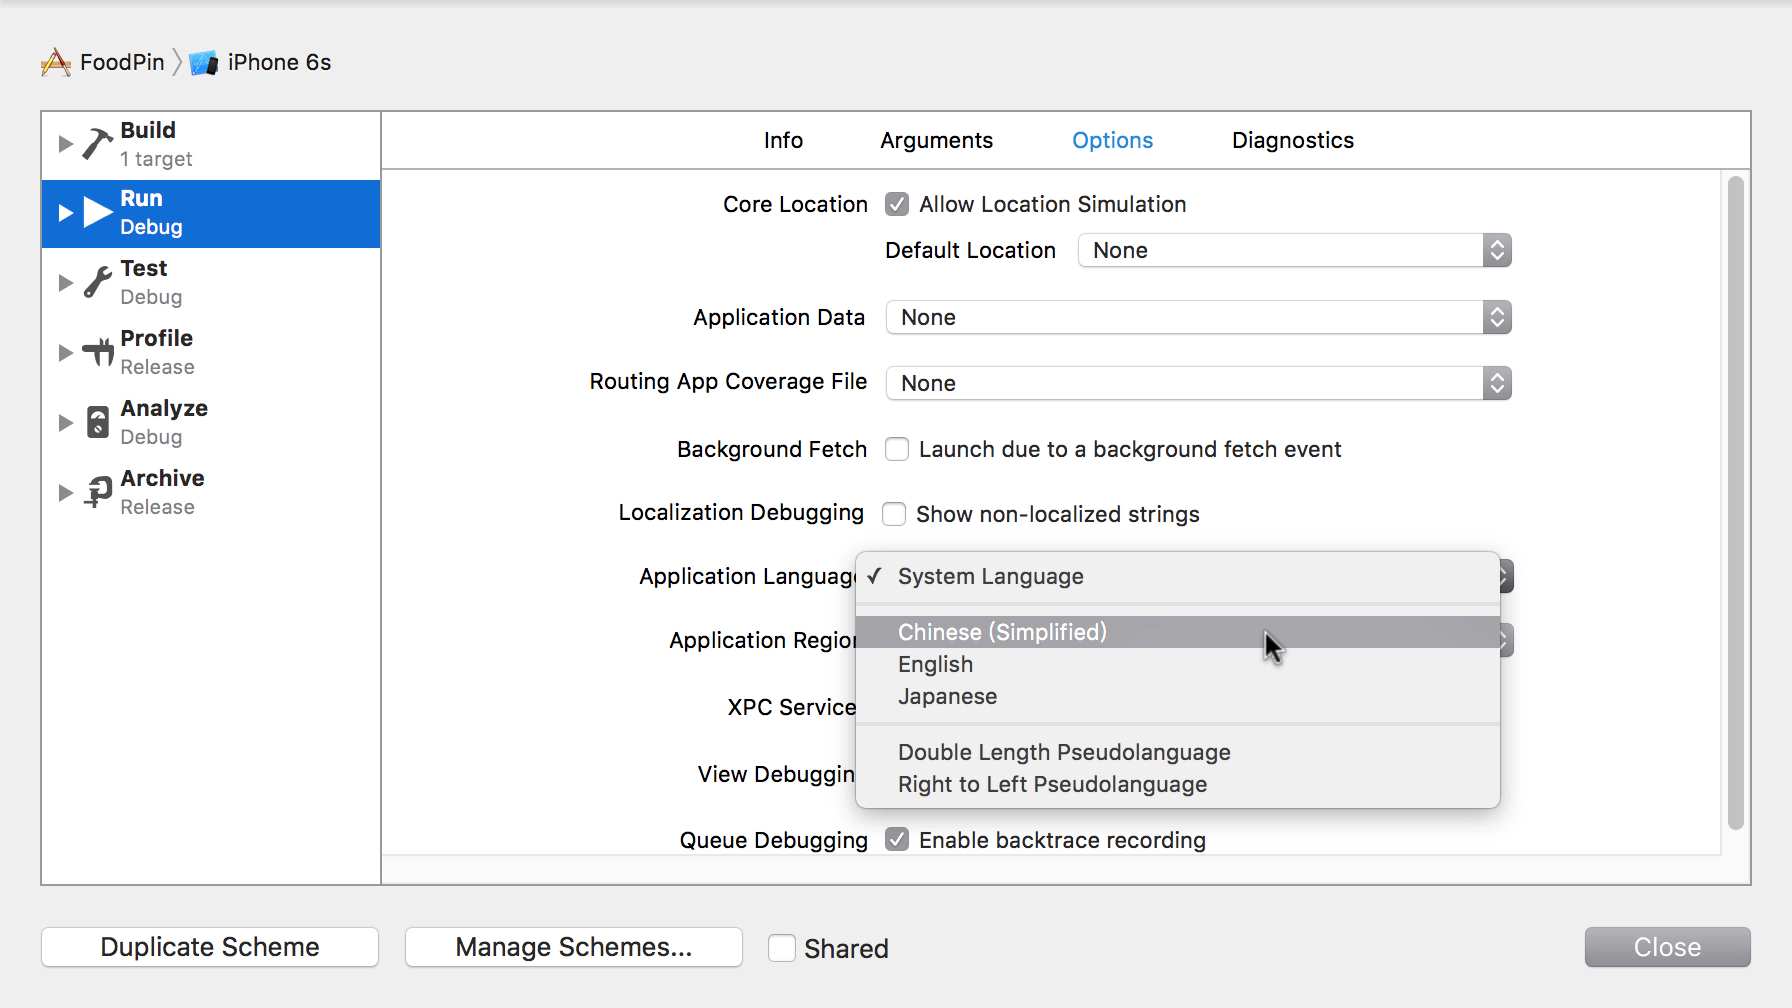 FoodPin iPhone 6s
Build
1 target
Run
Debug
Test
Debug
Profile
Release
Analyze
Debug
Archive
Release
Info Arguments Options Diagnostics
Core Location Allow Location Simulation
Default Location None
Application Data None
Routing App Coverage File None
Background Fetch Launch due to a background fetch event
Localization Debugging Show non-localized strings
Application Language ✓ System Language
Chinese (Simplified)
Application Region
English
Japanese
XPC Service
View Debuggin
Double Length Pseudolanguage
Right to Left Pseudolanguage
Queue Debugging Enable backtrace recording
Duplicate Scheme Manage Schemes... Shared Close